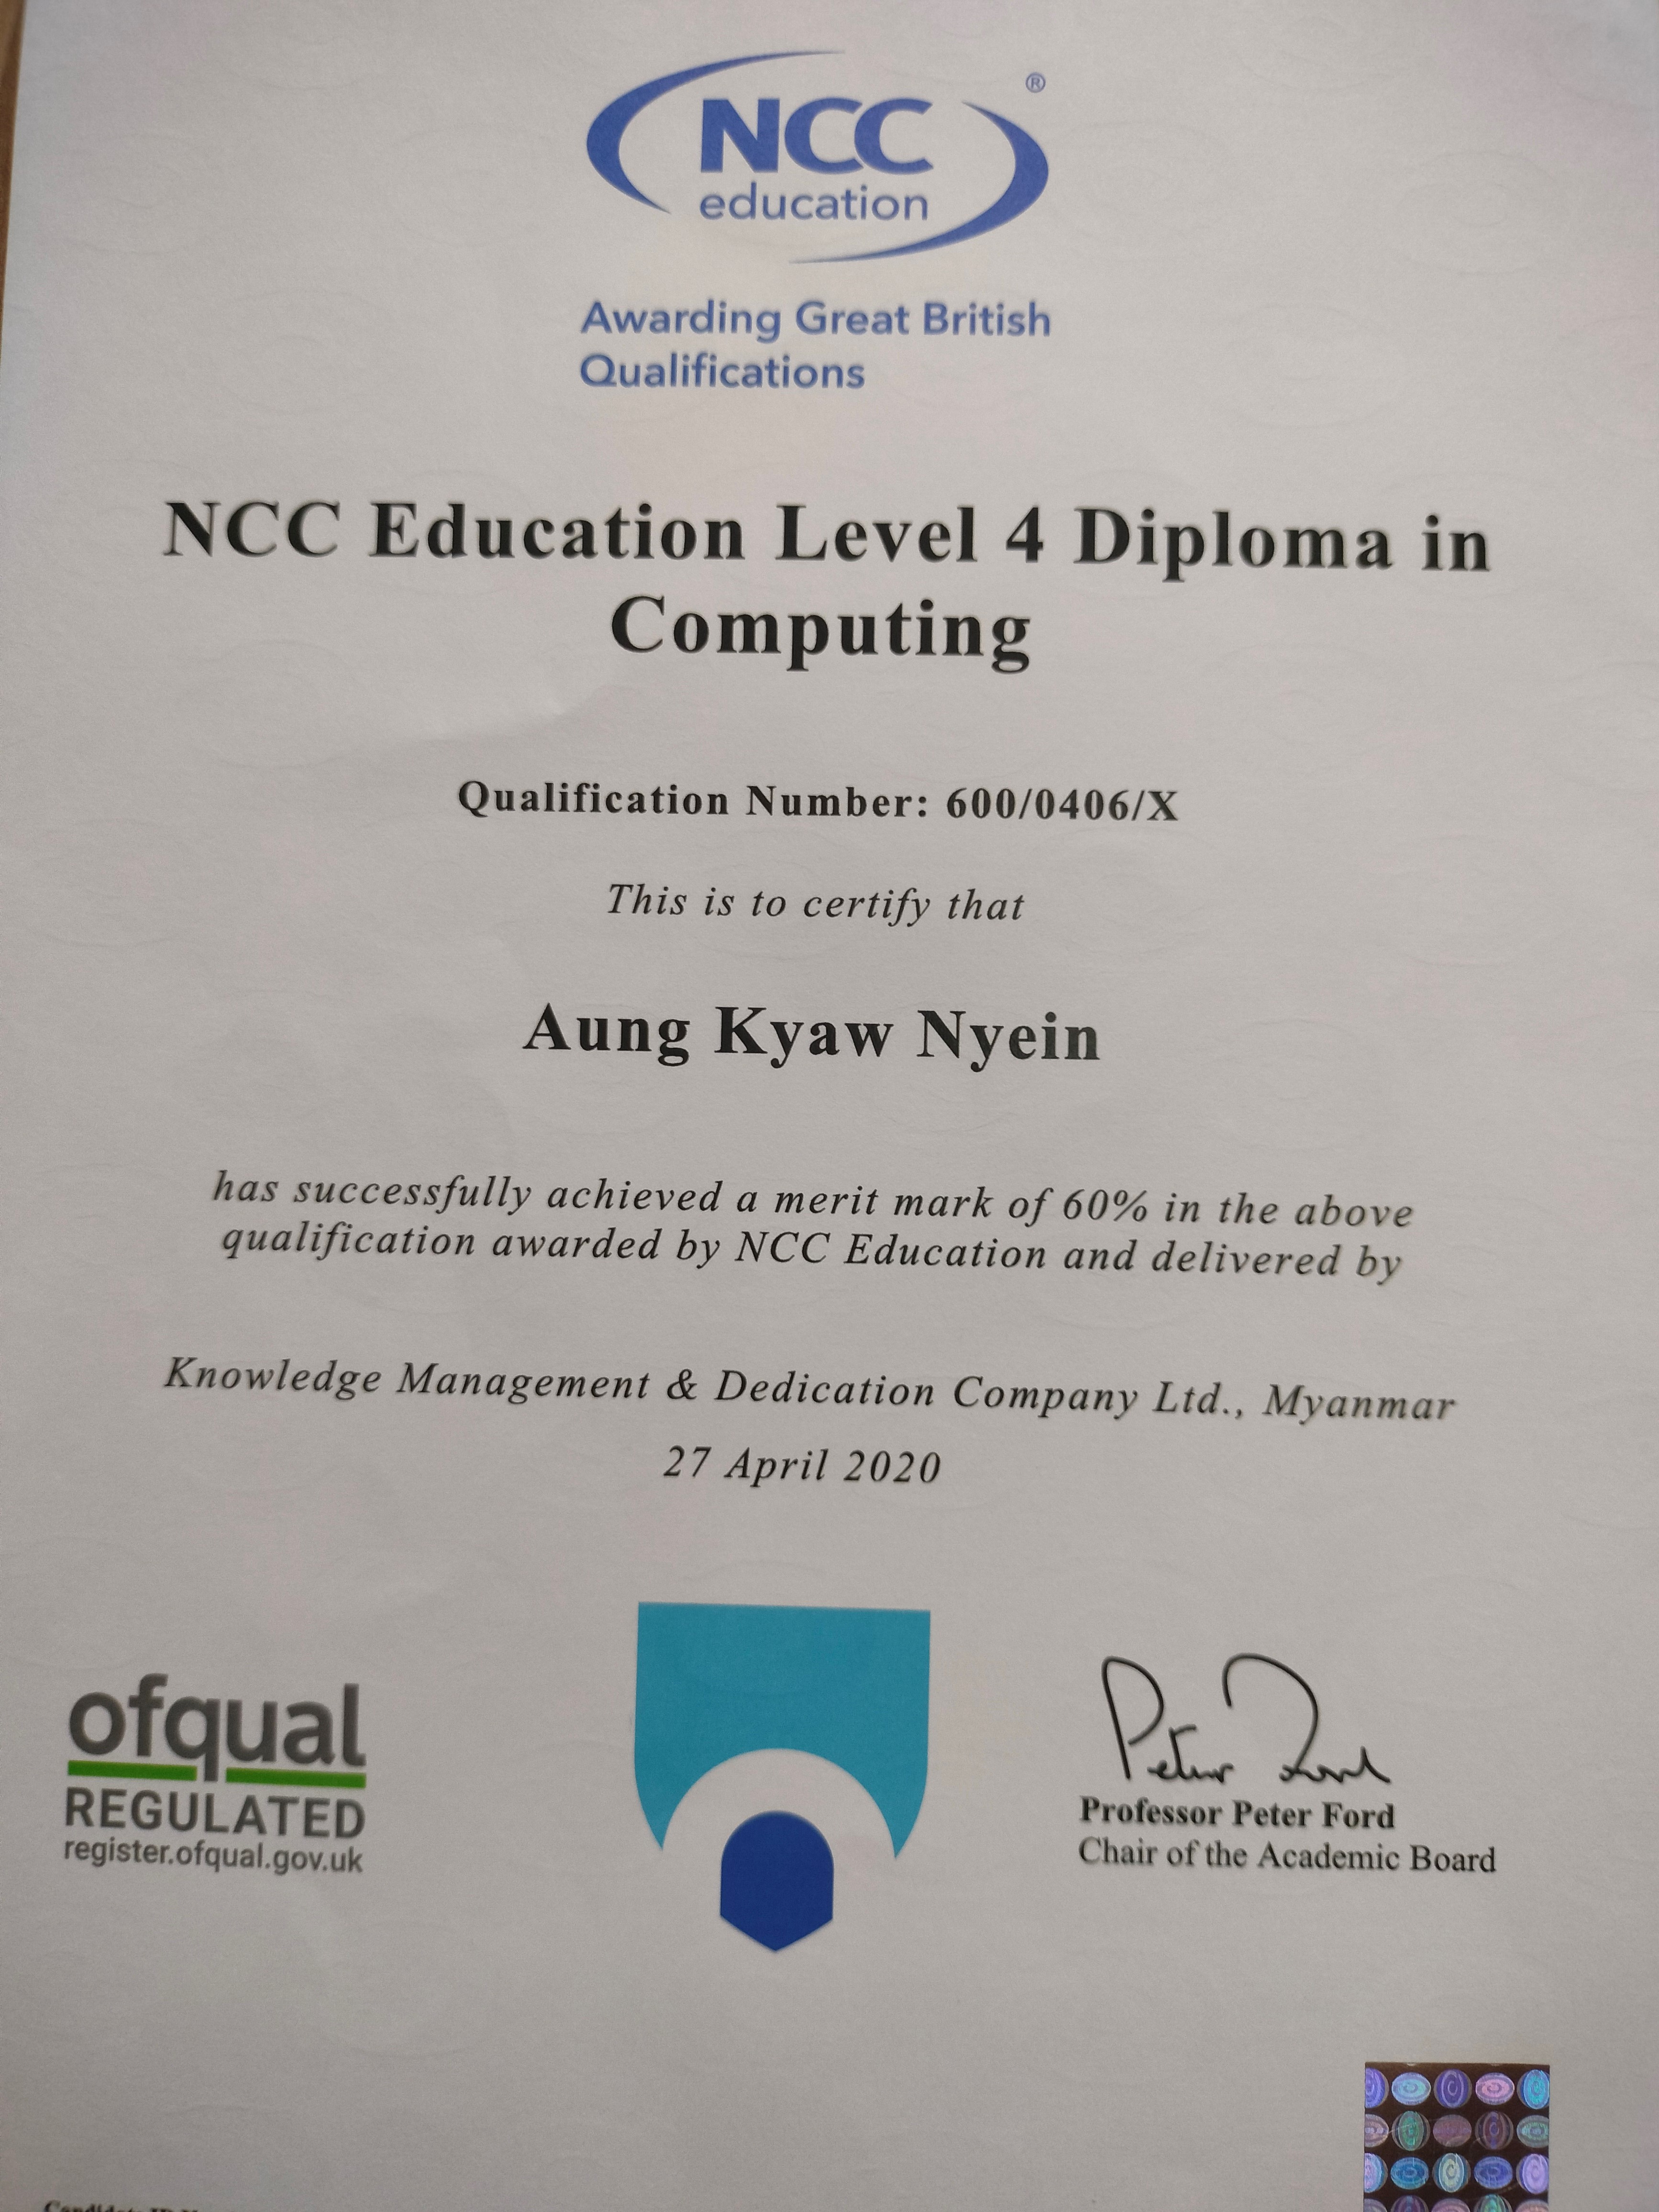 NCC ®
education
Awarding Great British
Qualifications
NCC Education Level 4 Diploma in
Computing
Qualification Number: 600/0406/X
This is to certify that
Aung Kyaw Nyein
has successfully achieved a merit mark of 60% in the above
qualification awarded by NCC Education and delivered by
Knowledge Management & Dedication Company Ltd., Myanmar
27 April 2020
ofqual
REGULATED
register.ofqual.gov.uk
Peter Ford
Professor Peter Ford
Chair of the Academic Board